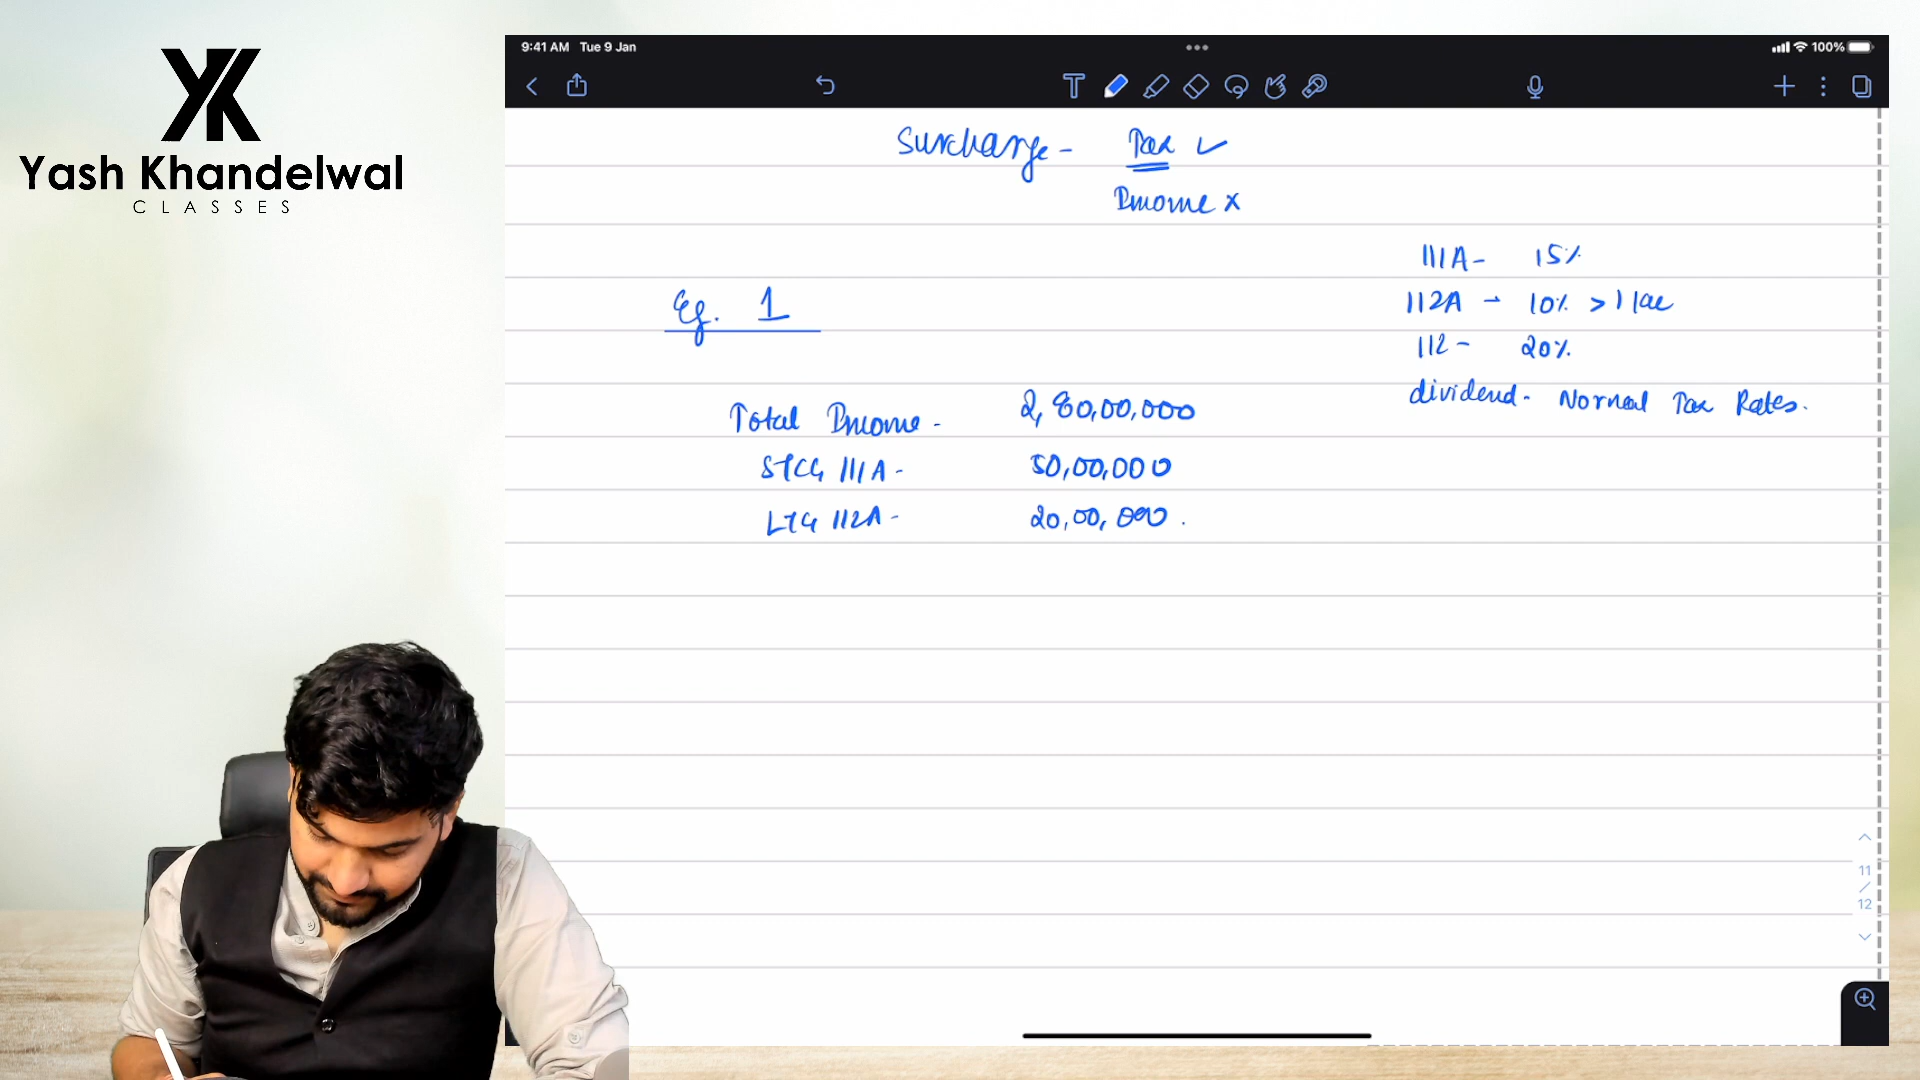 YK
Yash Khandelwal
CLASSES
9:41 AM Tue 9 Jan
100%
Surcharge - Tax ✓
Income x
111A - 15%
112A - 10% > 1 lac
112 - 20%
dividend - Normal Tax Rates.
Eg. 1
Total Income - 2,80,00,000
STCG 111A - 50,00,000
LTCG 112A - 20,00,000.
11
/
12